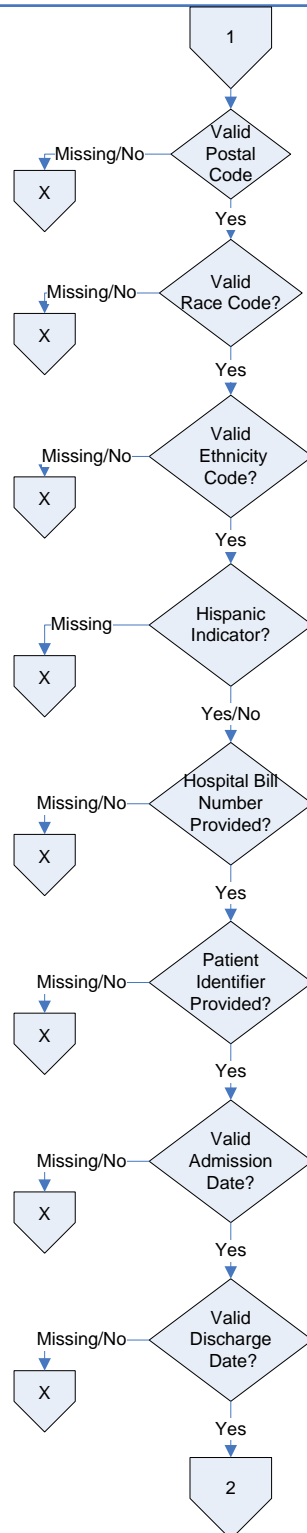 1
Valid
Postal
Code
Missing/No
X
Yes
Valid
Race Code?
Missing/No
X
Yes
Valid
Ethnicity
Code?
Missing/No
X
Yes
Hispanic
Indicator?
Missing
X
Yes/No
Hospital Bill
Number
Provided?
Missing/No
X
Yes
Patient
Identifier
Provided?
Missing/No
X
Yes
Valid
Admission
Date?
Missing/No
X
Yes
Valid
Discharge
Date?
Missing/No
X
Yes
2